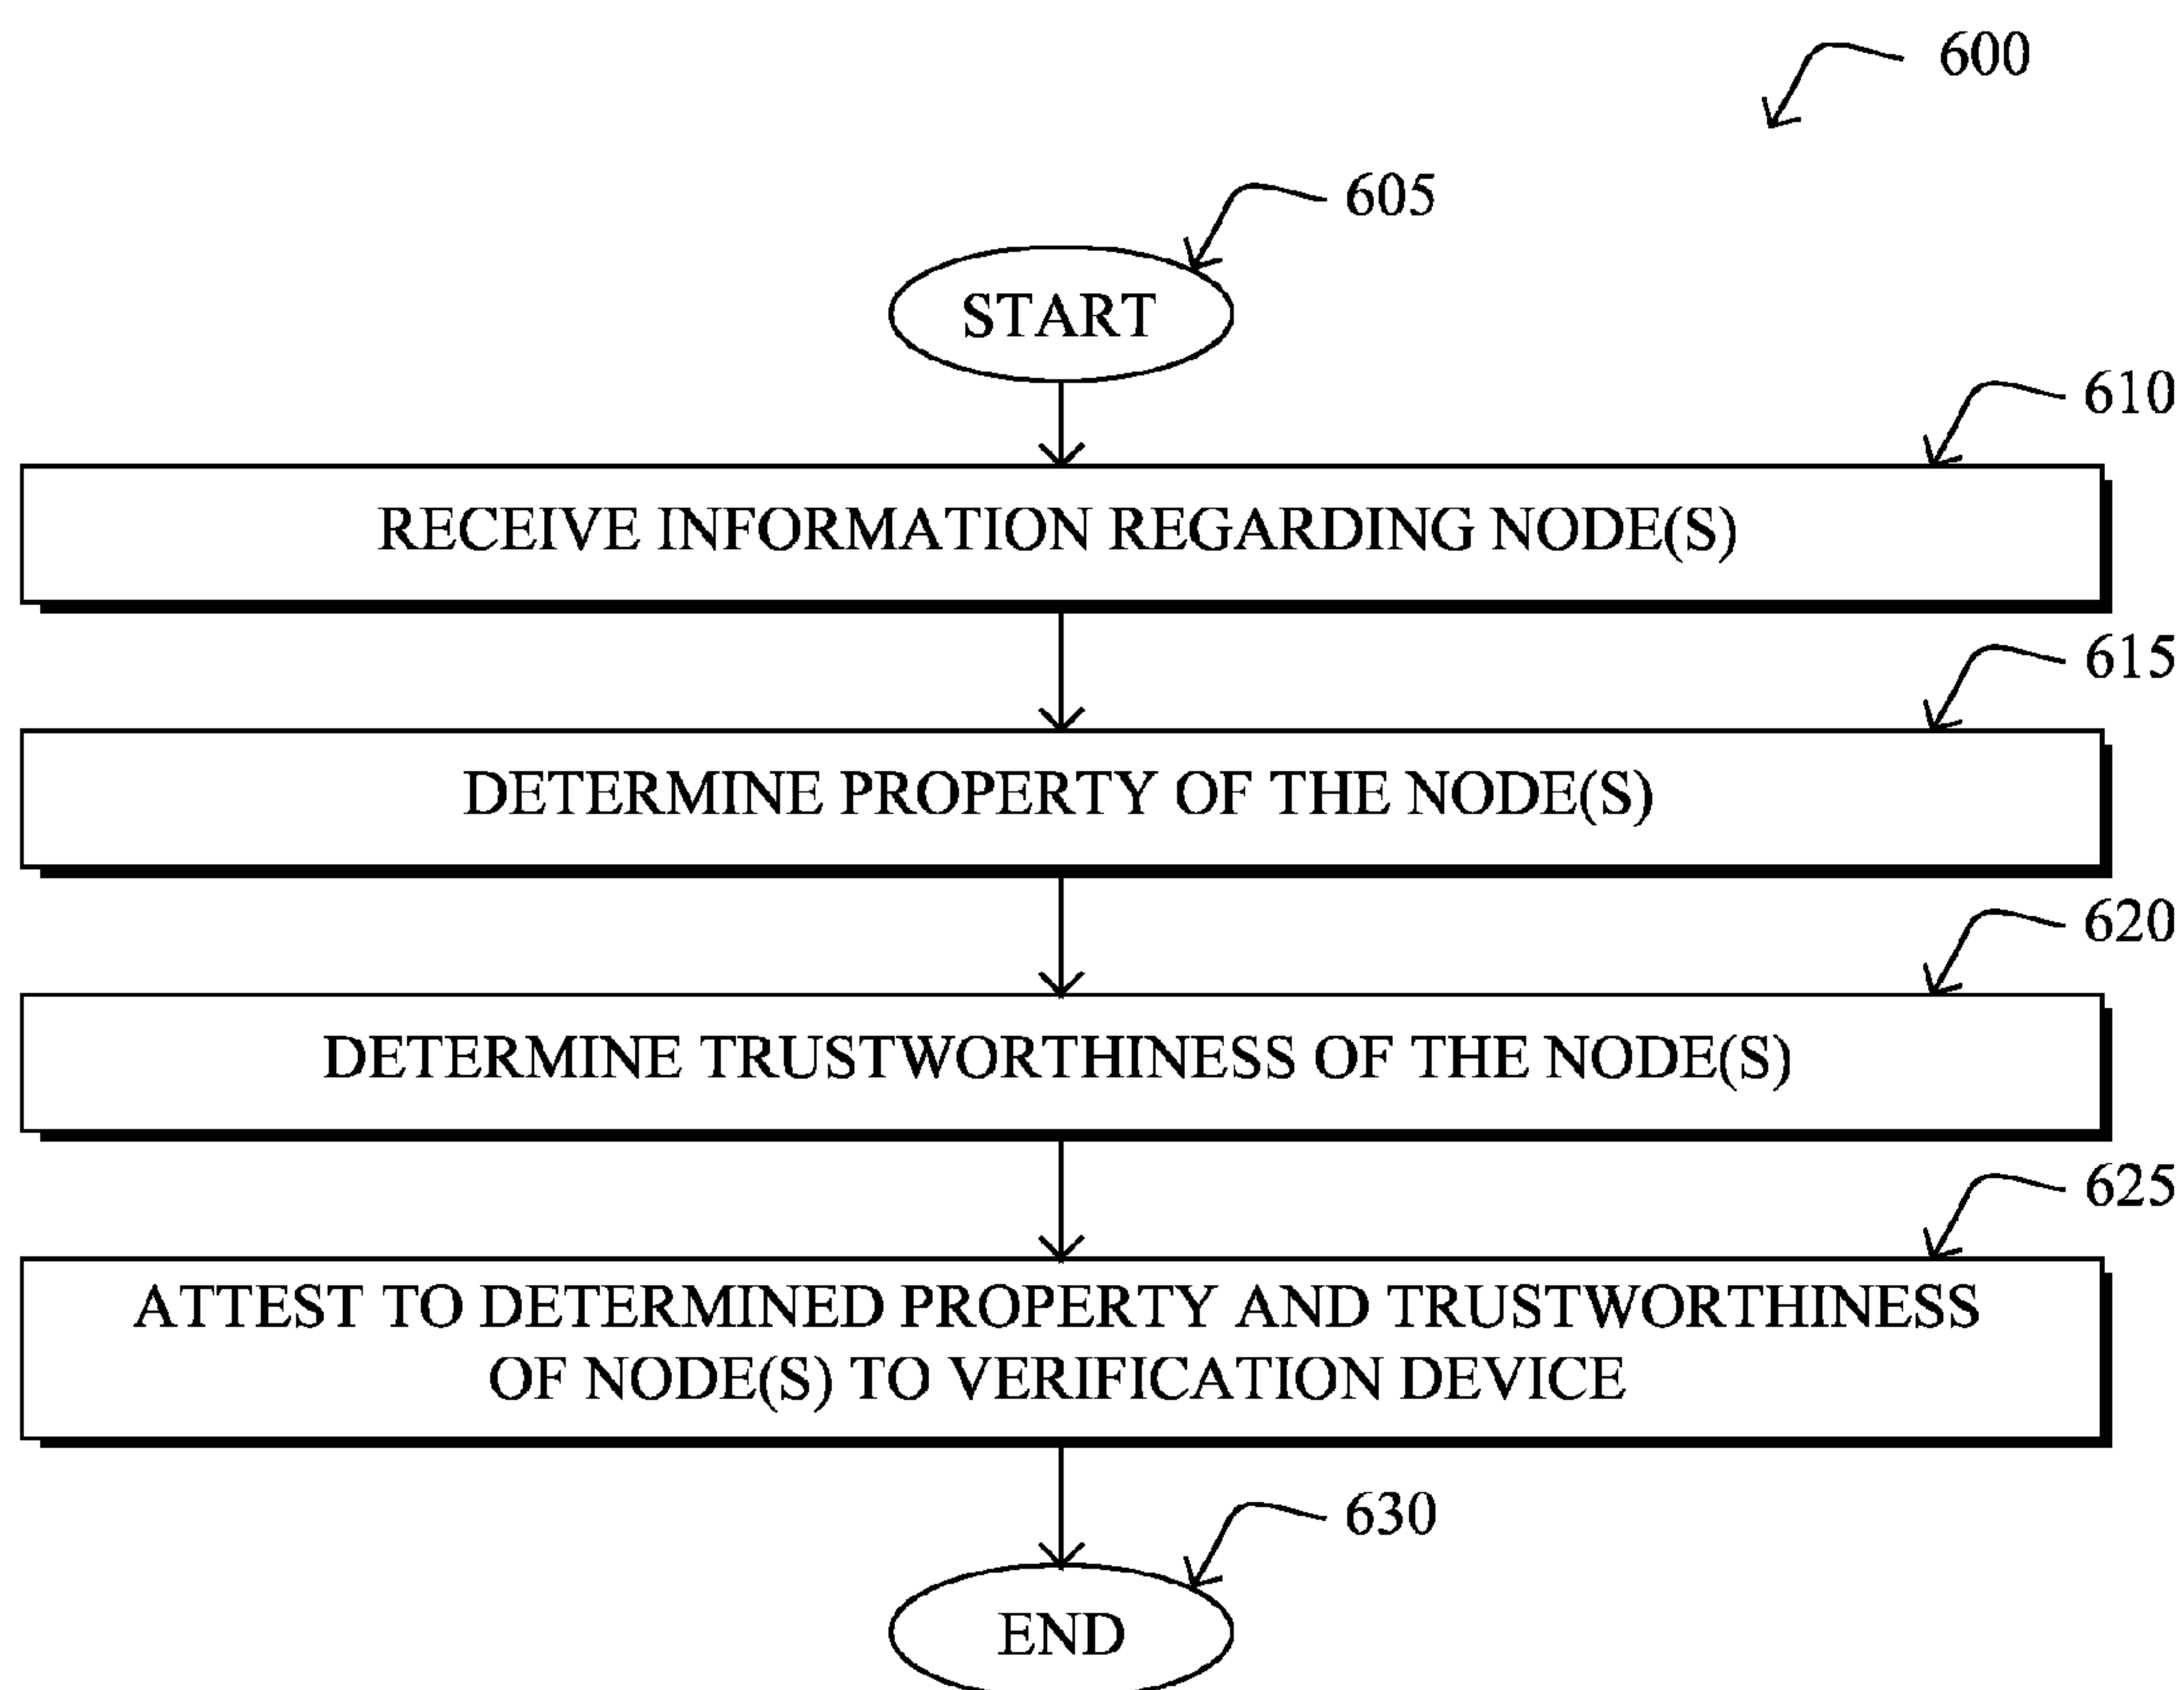 600
605
START
610
RECEIVE INFORMATION REGARDING NODE(S)
615
DETERMINE PROPERTY OF THE NODE(S)
620
DETERMINE TRUSTWORTHINESS OF THE NODE(S)
625
ATTEST TO DETERMINED PROPERTY AND TRUSTWORTHINESS
OF NODE(S) TO VERIFICATION DEVICE
630
END